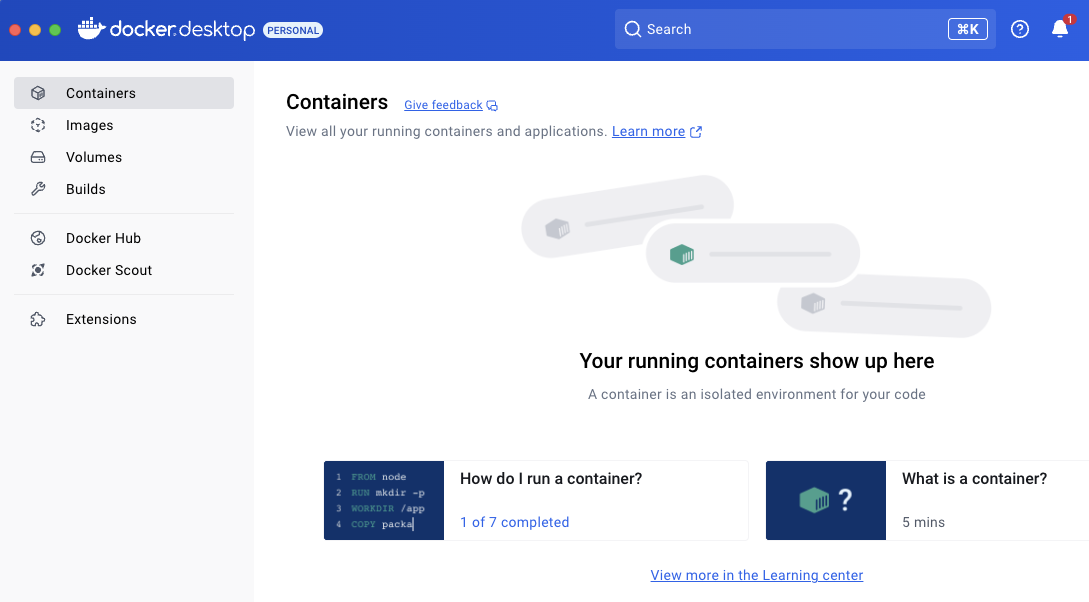 docker.desktop PERSONAL
Search
⌘K
1
Containers
Images
Volumes
Builds
Docker Hub
Docker Scout
Extensions
Containers Give feedback
View all your running containers and applications. Learn more
Your running containers show up here
A container is an isolated environment for your code
1 FROM node
2 RUN mkdir -p
3 WORKDIR /app
4 COPY packa
How do I run a container?
1 of 7 completed
?
What is a container?
5 mins
View more in the Learning center